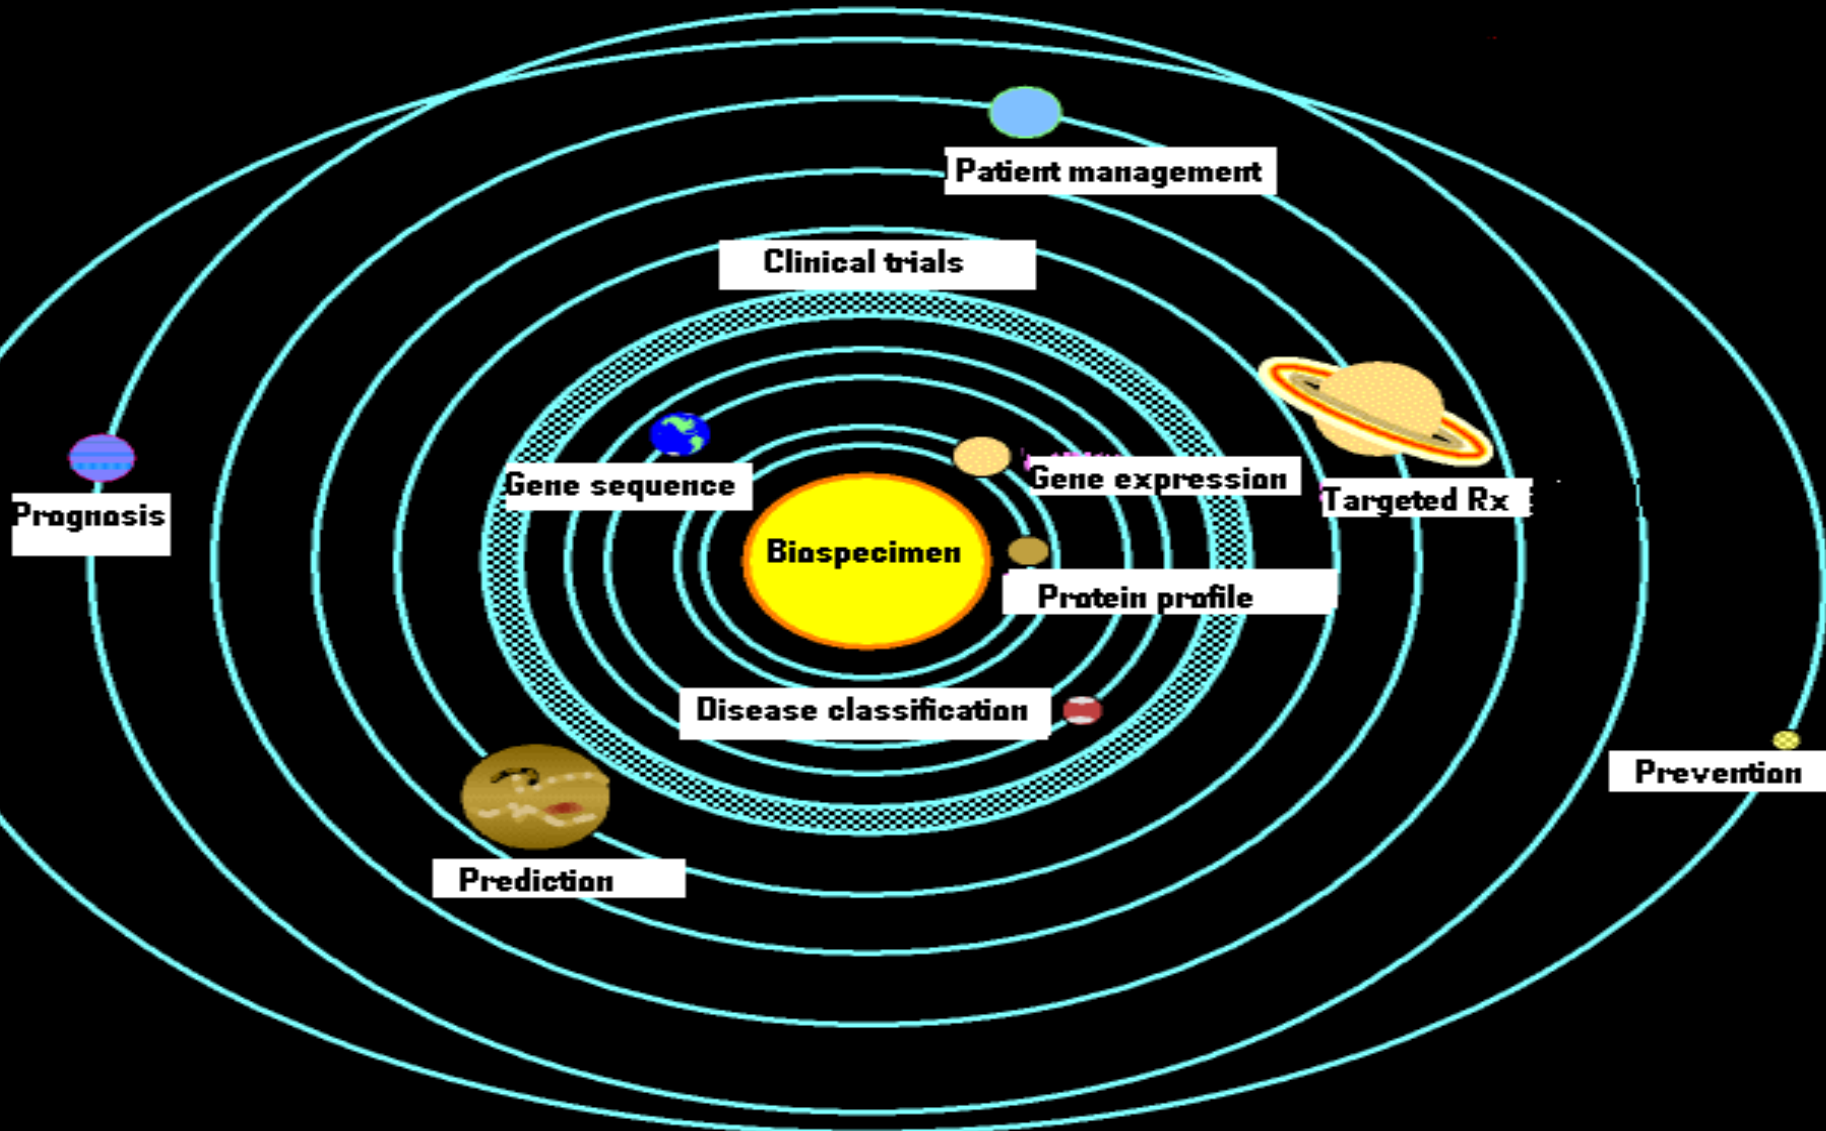 Patient management
Clinical trials
Gene sequence
Gene expression
Targeted Rx
Prognosis
Biospecimen
Protein profile
Disease classification
Prevention
Prediction